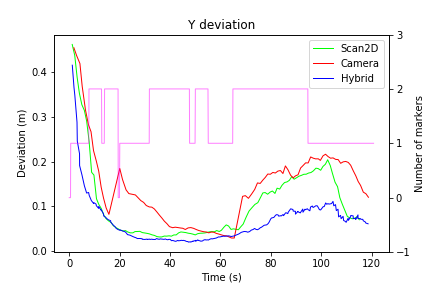 Y deviation
Scan2D
Camera
Hybrid
Deviation (m)
0.4
0.3
0.2
0.1
0.0
3
2
1
0
−1
Number of markers
0 20 40 60 80 100 120
Time (s)